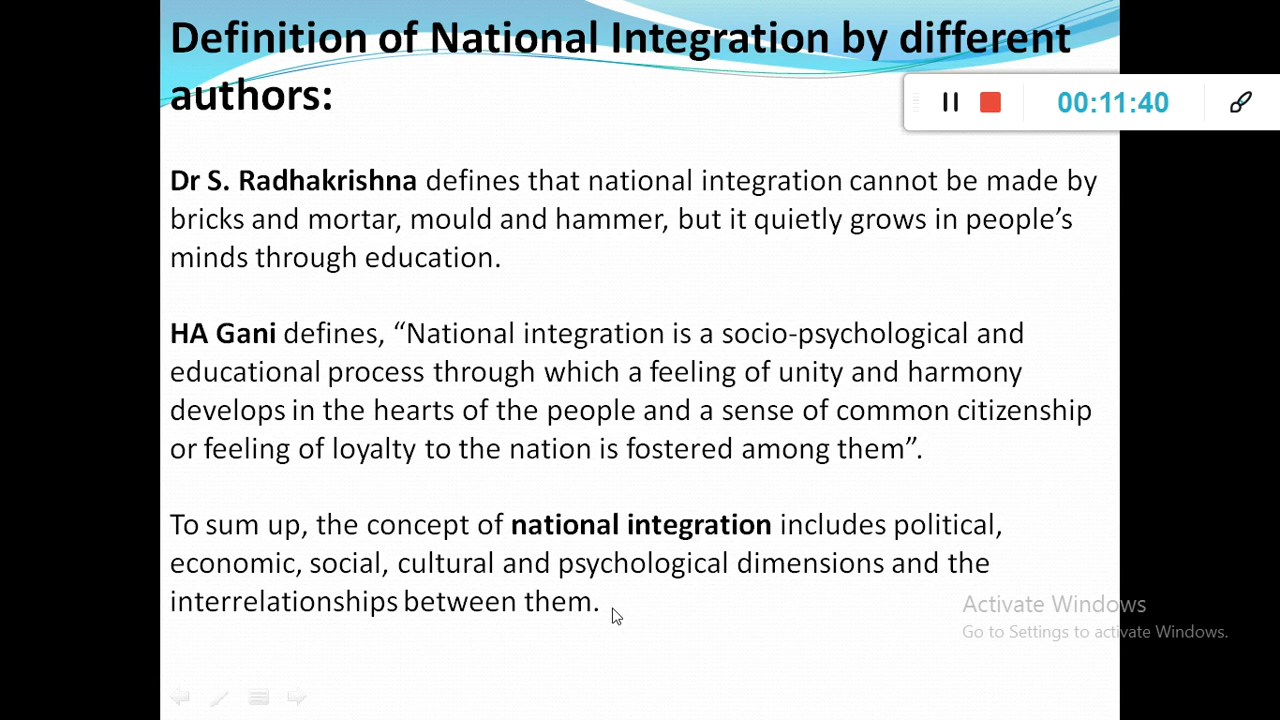 Definition of National Integration by different
authors:
00:11:40
Dr S. Radhakrishna defines that national integration cannot be made by
bricks and mortar, mould and hammer, but it quietly grows in people’s
minds through education.
HA Gani defines, “National integration is a socio-psychological and
educational process through which a feeling of unity and harmony
develops in the hearts of the people and a sense of common citizenship
or feeling of loyalty to the nation is fostered among them”.
To sum up, the concept of national integration includes political,
economic, social, cultural and psychological dimensions and the
interrelationships between them.
Activate Windows
Go to Settings to activate Windows.